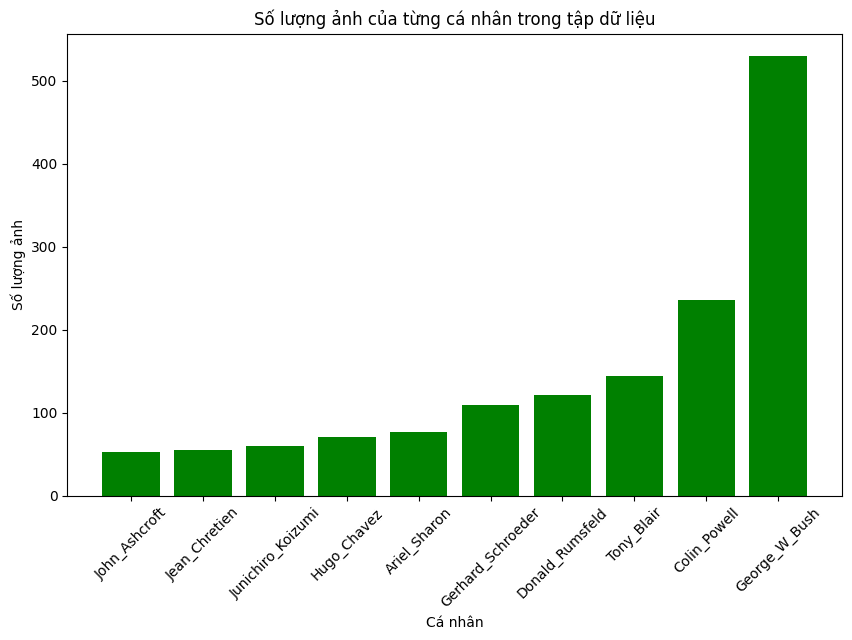 Số lượng ảnh của từng cá nhân trong tập dữ liệu
Số lượng ảnh
500
400
300
200
100
0
John_Ashcroft
Jean_Chretien
Junichiro_Koizumi
Hugo_Chavez
Ariel_Sharon
Gerhard_Schroeder
Donald_Rumsfeld
Tony_Blair
Colin_Powell
George_W_Bush
Cá nhân